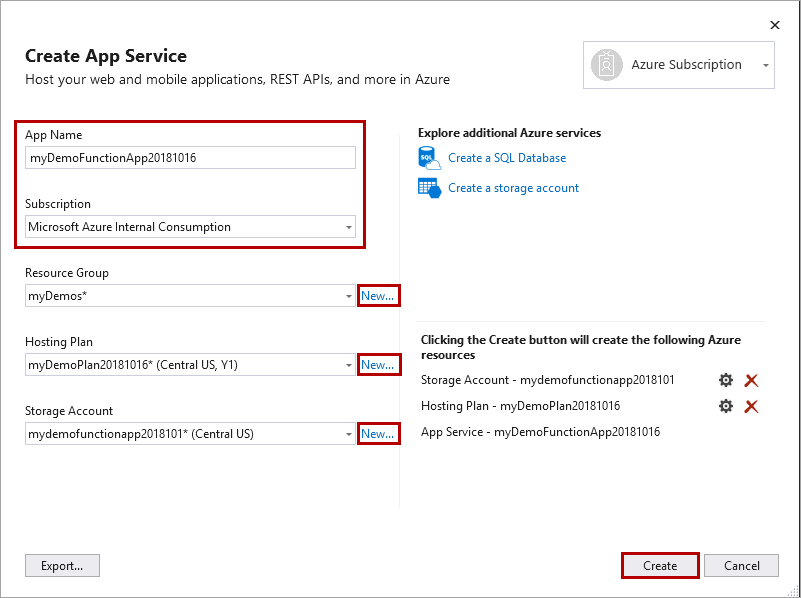 Create App Service
Host your web and mobile applications, REST APIs, and more in Azure
Azure Subscription
App Name
myDemoFunctionApp20181016
Subscription
Microsoft Azure Internal Consumption
Resource Group
myDemos*
New...
Hosting Plan
myDemoPlan20181016* (Central US, Y1)
New...
Storage Account
mydemofunctionapp2018101* (Central US)
New...
Explore additional Azure services
SQL
Create a SQL Database
Create a storage account
Clicking the Create button will create the following Azure
resources
Storage Account - mydemofunctionapp2018101
Hosting Plan - myDemoPlan20181016
App Service - myDemoFunctionApp20181016
Export...
Create
Cancel